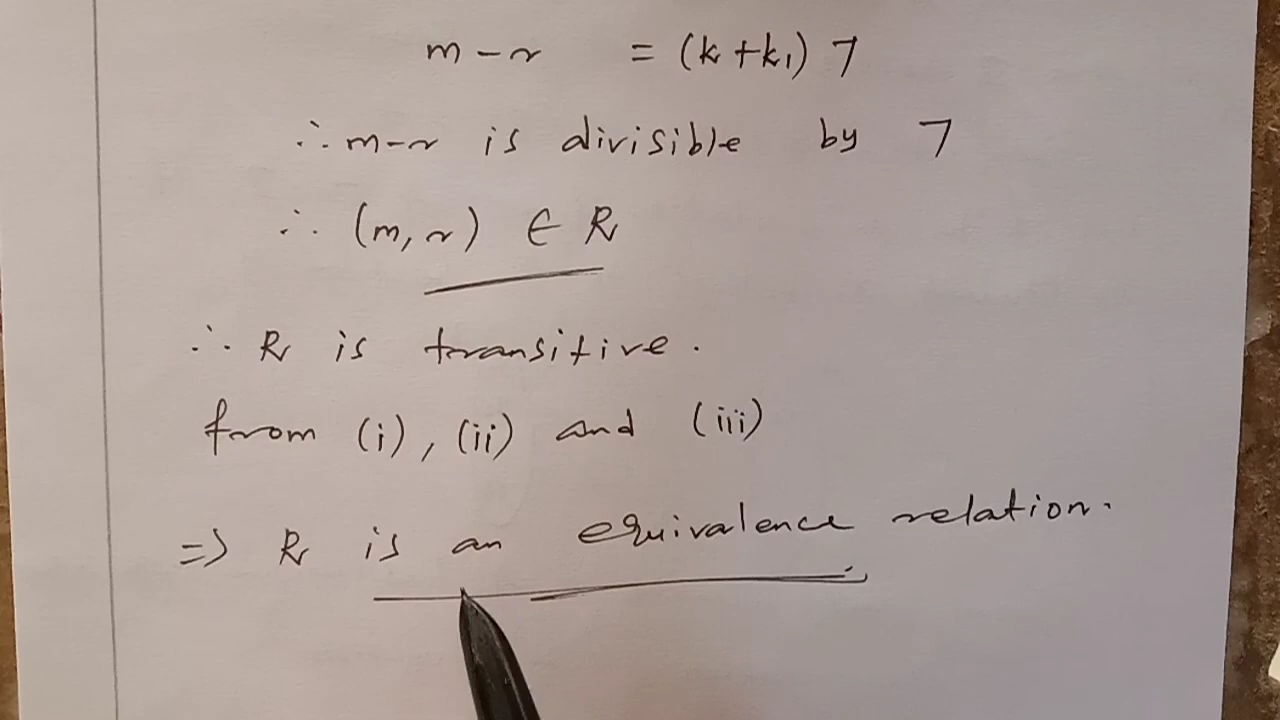 m - r = (k + k₁) 7
∴ m - r is divisible by 7
∴ (m, r) ∈ R
∴ R is transitive.
from (i), (ii) and (iii)
=> R is an equivalence relation.